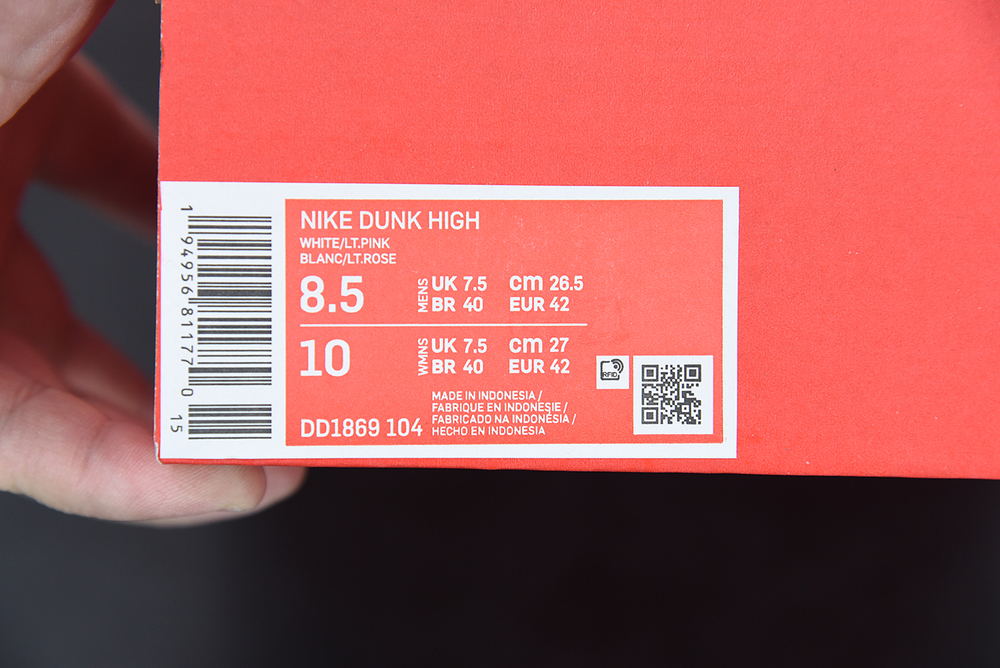 NIKE DUNK HIGH
WHITE/LT.PINK
BLANC/LT.ROSE
8.5 MENS UK 7.5 cm 26.5
BR 40 EUR 42
10 WMNS UK 7.5 cm 27
BR 40 EUR 42
RFID
MADE IN INDONESIA /
FABRIQUE EN INDONESIE /
FABRICADO NA INDONÉSIA /
HECHO EN INDONESIA
DD1869 104
1 94956 81177 0 15